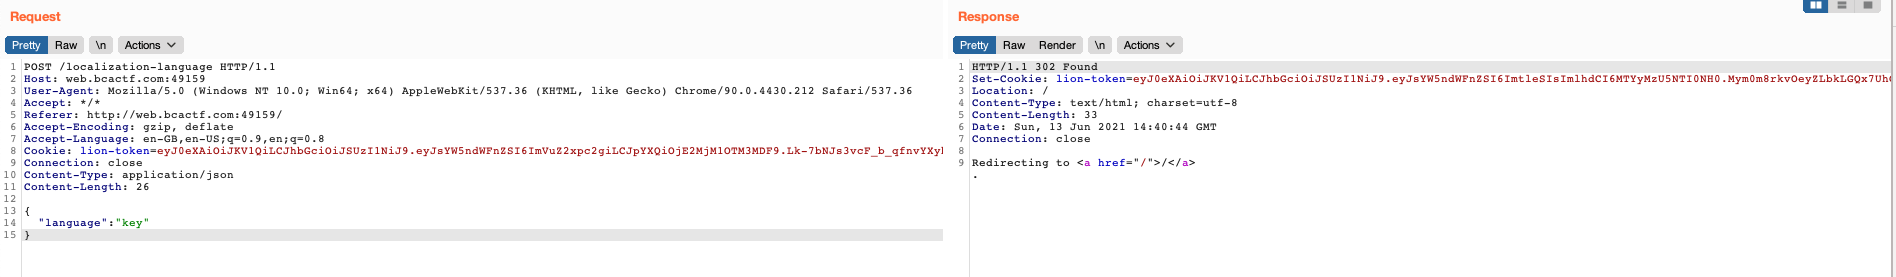 Request
Pretty Raw \n Actions
1 POST /localization-language HTTP/1.1
2 Host: web.bcactf.com:49159
3 User-Agent: Mozilla/5.0 (Windows NT 10.0; Win64; x64) AppleWebKit/537.36 (KHTML, like Gecko) Chrome/90.0.4430.212 Safari/537.36
4 Accept: */*
5 Referer: http://web.bcactf.com:49159/
6 Accept-Encoding: gzip, deflate
7 Accept-Language: en-GB,en-US;q=0.9,en;q=0.8
8 Cookie: lion-token=eyJ0eXAiOiJKV1QiLCJhbGciOiJSUzI1NiJ9.eyJsYW5ndWFnZSI6ImVuZ2xpc2giLCJpYXQiOjE2MjM1OTM3MDF9.Lk-7bNJs3vcF_b_qfnvYXyl
9 Connection: close
10 Content-Type: application/json
11 Content-Length: 26
12
13 {
14 "language":"key"
15 }
Response
Pretty Raw Render \n Actions
1 HTTP/1.1 302 Found
2 Set-Cookie: lion-token=eyJ0eXAiOiJKV1QiLCJhbGciOiJSUzI1NiJ9.eyJsYW5ndWFnZSI6ImtleSIsImlhdCI6MTYyMzU5NTI0NH0.Mym0m8rkvOeyZLbkLGQx7Uh
3 Location: /
4 Content-Type: text/html; charset=utf-8
5 Content-Length: 33
6 Date: Sun, 13 Jun 2021 14:40:44 GMT
7 Connection: close
8
9 Redirecting to <a href="/">/</a>
.